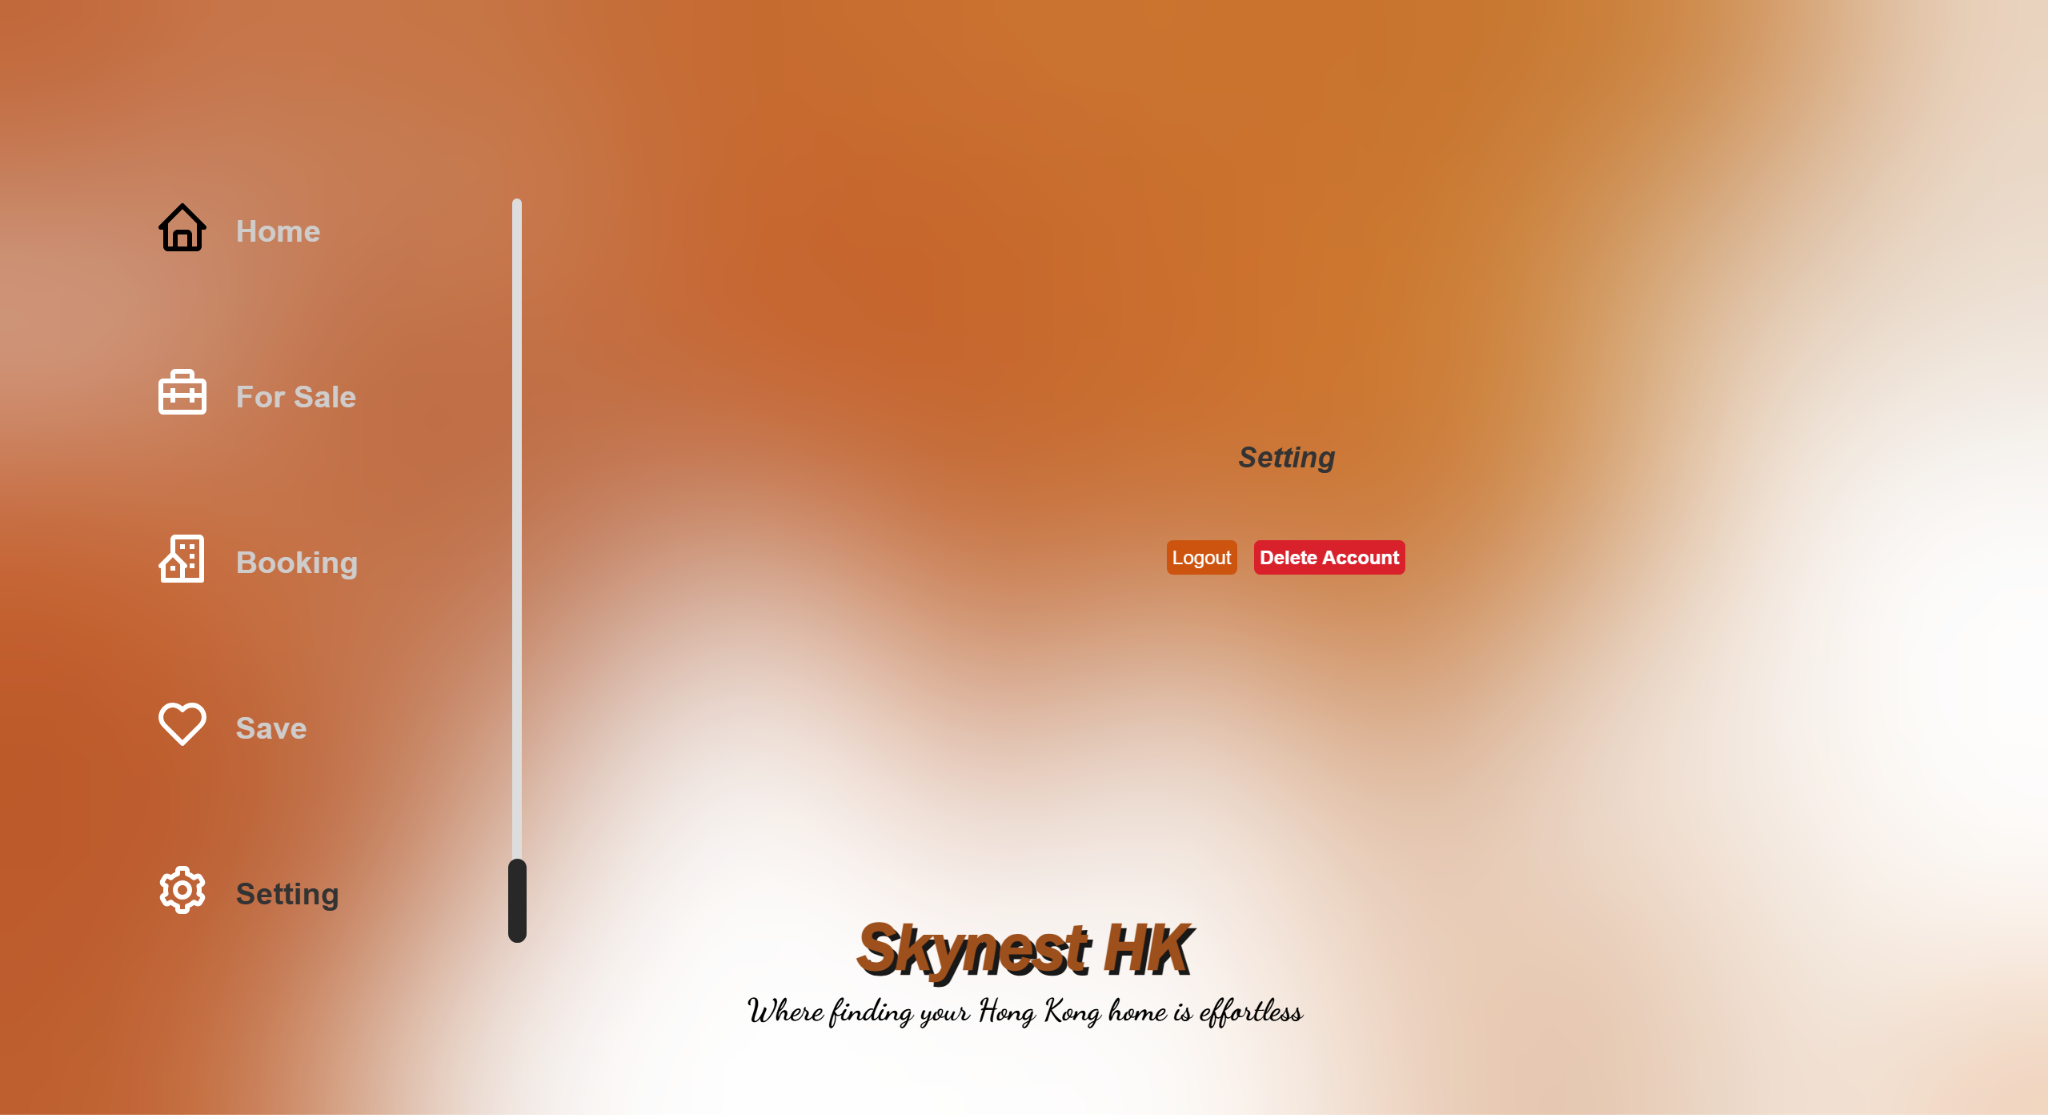 Home
For Sale
Booking
Save
Setting
Setting
Logout
Delete Account
Skynest HK
Where finding your Hong Kong home is effortless